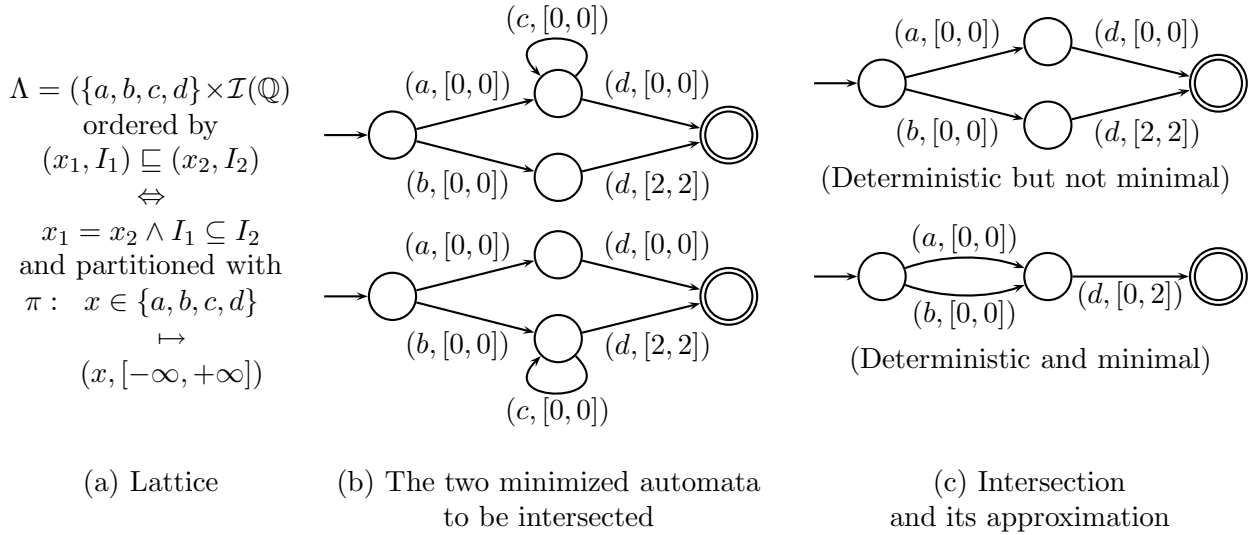 Λ = ({a, b, c, d}×ℐ(ℚ)
ordered by
(x₁, I₁) ⊑ (x₂, I₂)
⇔
x₁ = x₂ ∧ I₁ ⊆ I₂
and partitioned with
π : x ∈ {a, b, c, d}
↦
(x, [−∞, +∞])
(a) Lattice
(c, [0, 0])
(a, [0, 0]) (d, [0, 0])
(b, [0, 0]) (d, [2, 2])
(a, [0, 0]) (d, [0, 0])
(b, [0, 0]) (d, [2, 2])
(c, [0, 0])
(b) The two minimized automata
to be intersected
(a, [0, 0]) (d, [0, 0])
(b, [0, 0]) (d, [2, 2])
(Deterministic but not minimal)
(a, [0, 0])
(b, [0, 0]) (d, [0, 2])
(Deterministic and minimal)
(c) Intersection
and its approximation